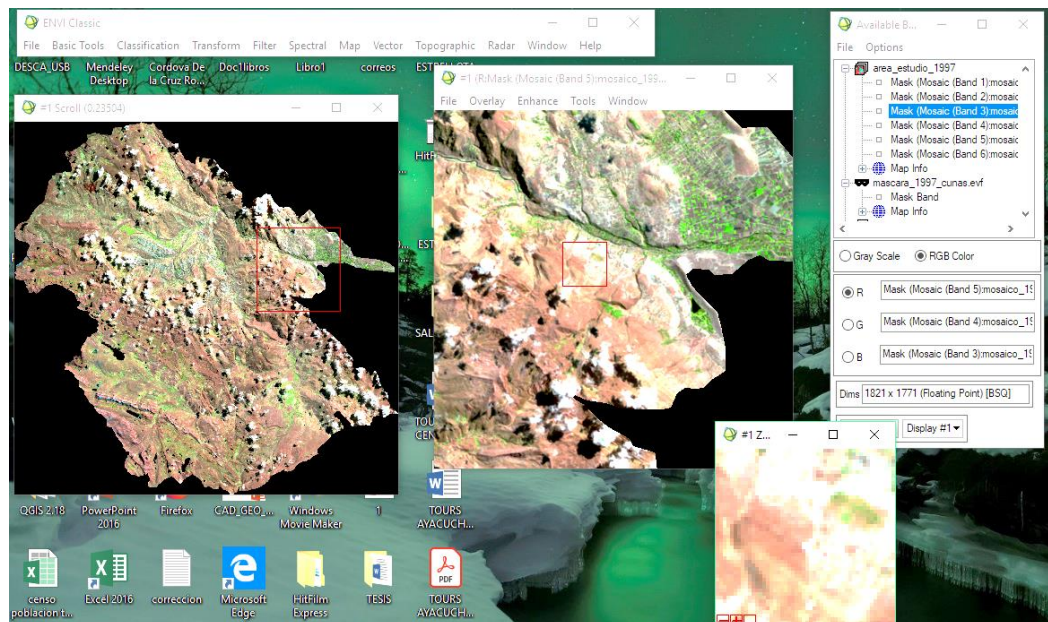 ENVI Classic
File Basic Tools Classification Transform Filter Spectral Map Vector Topographic Radar Window Help
DESCA_USB
Mendeley
Desktop
Cordova De
la Cruz Ro...
Doc1libros
Libro1
correos
#1 Scroll (0.23504)
#1 (R:Mask (Mosaic (Band 5):mosaico_199...
File Overlay Enhance Tools Window
Available B...
File Options
area_estudio_1997
Mask (Mosaic (Band 1):mosaic
Mask (Mosaic (Band 2):mosaic
Mask (Mosaic (Band 3):mosaic
Mask (Mosaic (Band 4):mosaic
Mask (Mosaic (Band 5):mosaic
Mask (Mosaic (Band 6):mosaic
Map Info
mascara_1997_cunas.evf
Mask Band
Map Info
Gray Scale RGB Color
R Mask (Mosaic (Band 5):mosaico_19
G Mask (Mosaic (Band 4):mosaico_19
B Mask (Mosaic (Band 3):mosaico_19
Dims 1821 x 1771 (Floating Point) [BSQ]
Display #1
#1 Z...
QGIS 2.18
PowerPoint
2016
Firefox
CAD_GEO_...
Windows
Movie Maker
1
TOURS
AYACUCH...
censo
poblacion t...
Excel 2016
correccion
Microsoft
Edge
HitFilm
Express
TESIS
PDF
TOURS
AYACUCH...